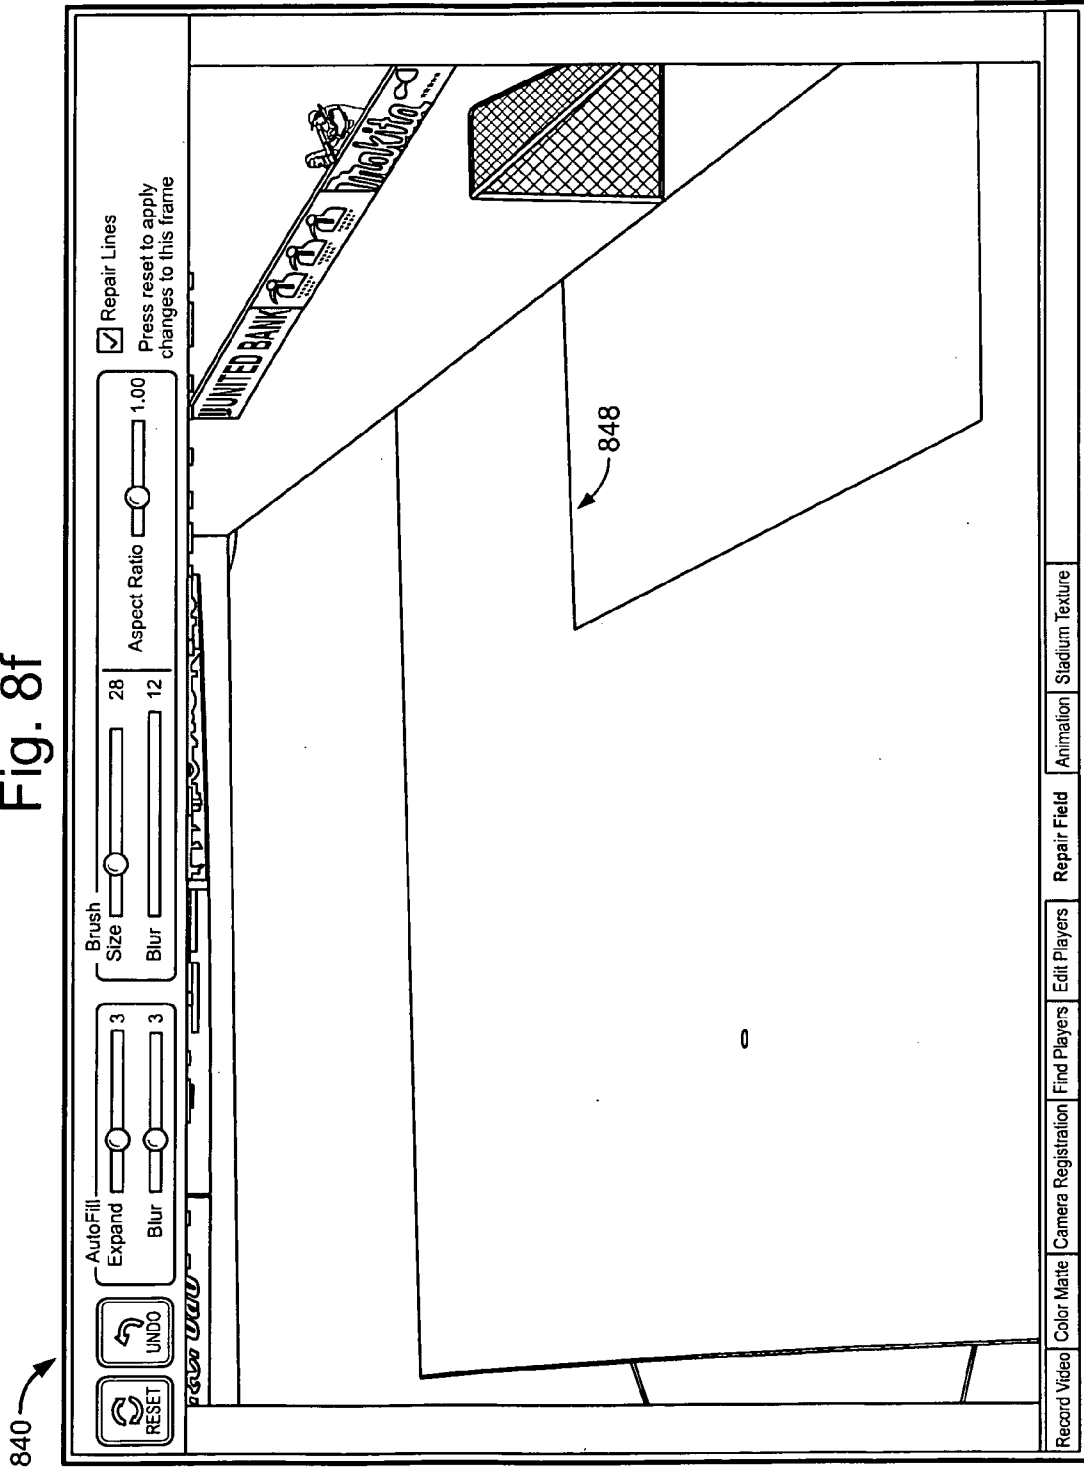 Fig. 8f
840
RESET
UNDO
AutoFill
Expand 3
Blur 3
Brush
Size 28
Blur 12
Aspect Ratio 1.00
Repair Lines
Press reset to apply
changes to this frame
UNITED BANK
Makita
848
Record Video Color Matte Camera Registration Find Players Edit Players Repair Field Animation Stadium Texture